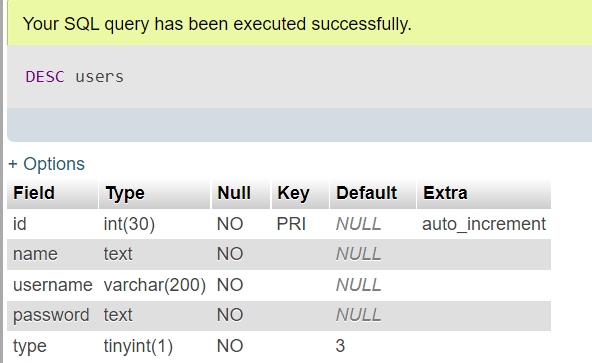 Your SQL query has been executed successfully.
DESC users
+ Options
Field Type Null Key Default Extra
id int(30) NO PRI NULL auto_increment
name text NO NULL
username varchar(200) NO NULL
password text NO NULL
type tinyint(1) NO 3